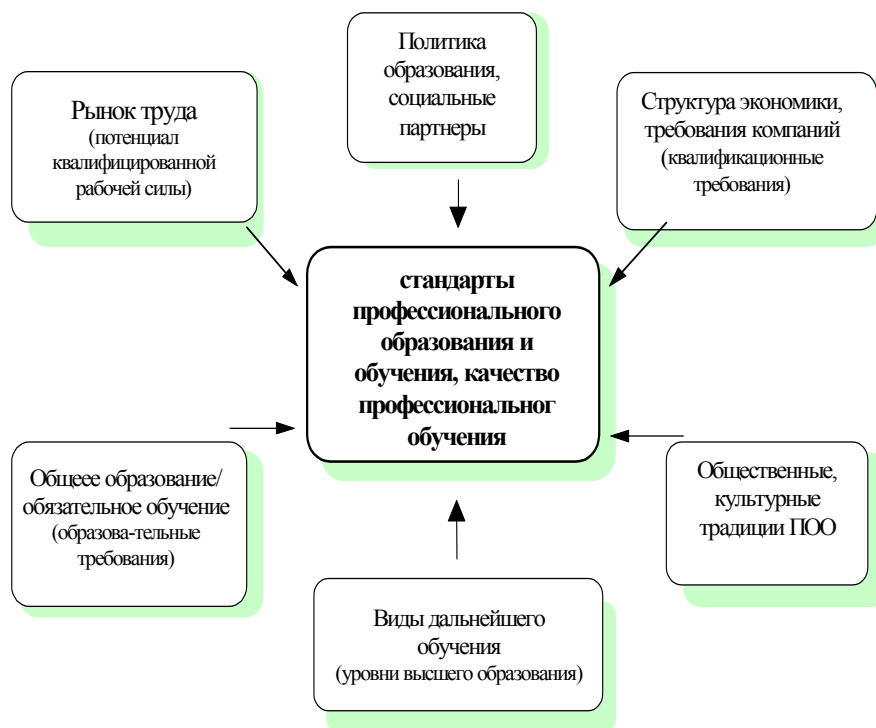 Политика
образования,
социальные
партнеры
Рынок труда
(потенциал
квалифицированной
рабочей силы)
Структура экономики,
требования компаний
(квалификационные
требования)
стандарты
профессионального
образования и
обучения, качество
профессиональног
обучения
Общеее образование/
обязательное обучение
(образова-тельные
требования)
Общественные,
культурные
традиции ПОО
Виды дальнейшего
обучения
(уровни высшего образования)